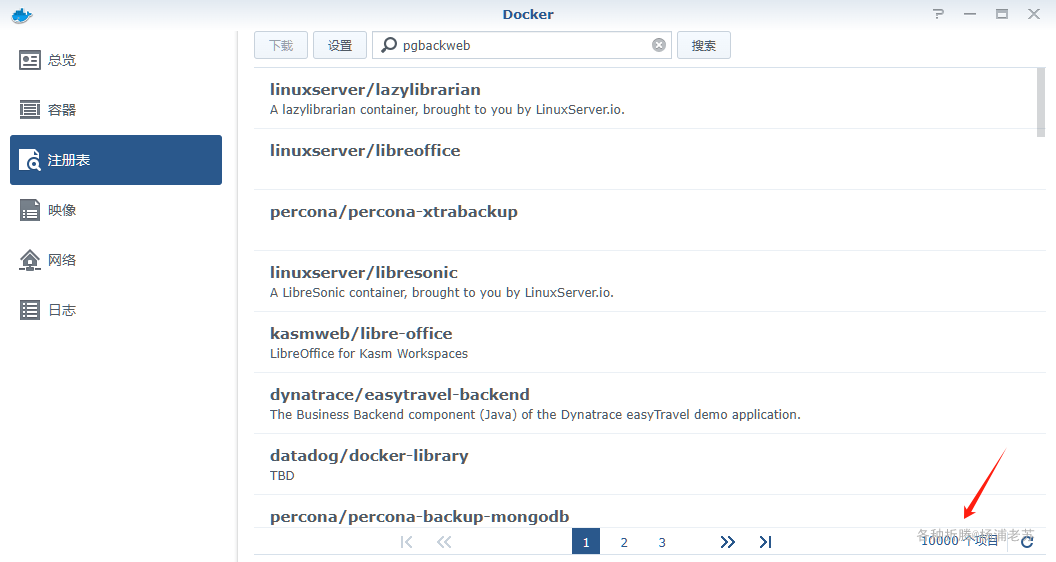 Docker
下载
设置
pgbackweb
搜索
总览
容器
注册表
映像
网络
日志
linuxserver/lazylibrarian
A lazylibrarian container, brought to you by LinuxServer.io.
linuxserver/libreoffice
percona/percona-xtrabackup
linuxserver/libresonic
A LibreSonic container, brought to you by LinuxServer.io.
kasmweb/libre-office
LibreOffice for Kasm Workspaces
dynatrace/easytravel-backend
The Business Backend component (Java) of the Dynatrace easyTravel demo application.
datadog/docker-library
TBD
percona/percona-backup-mongodb
1 2 3
10000 个项目
各种折腾@杨浦老苏